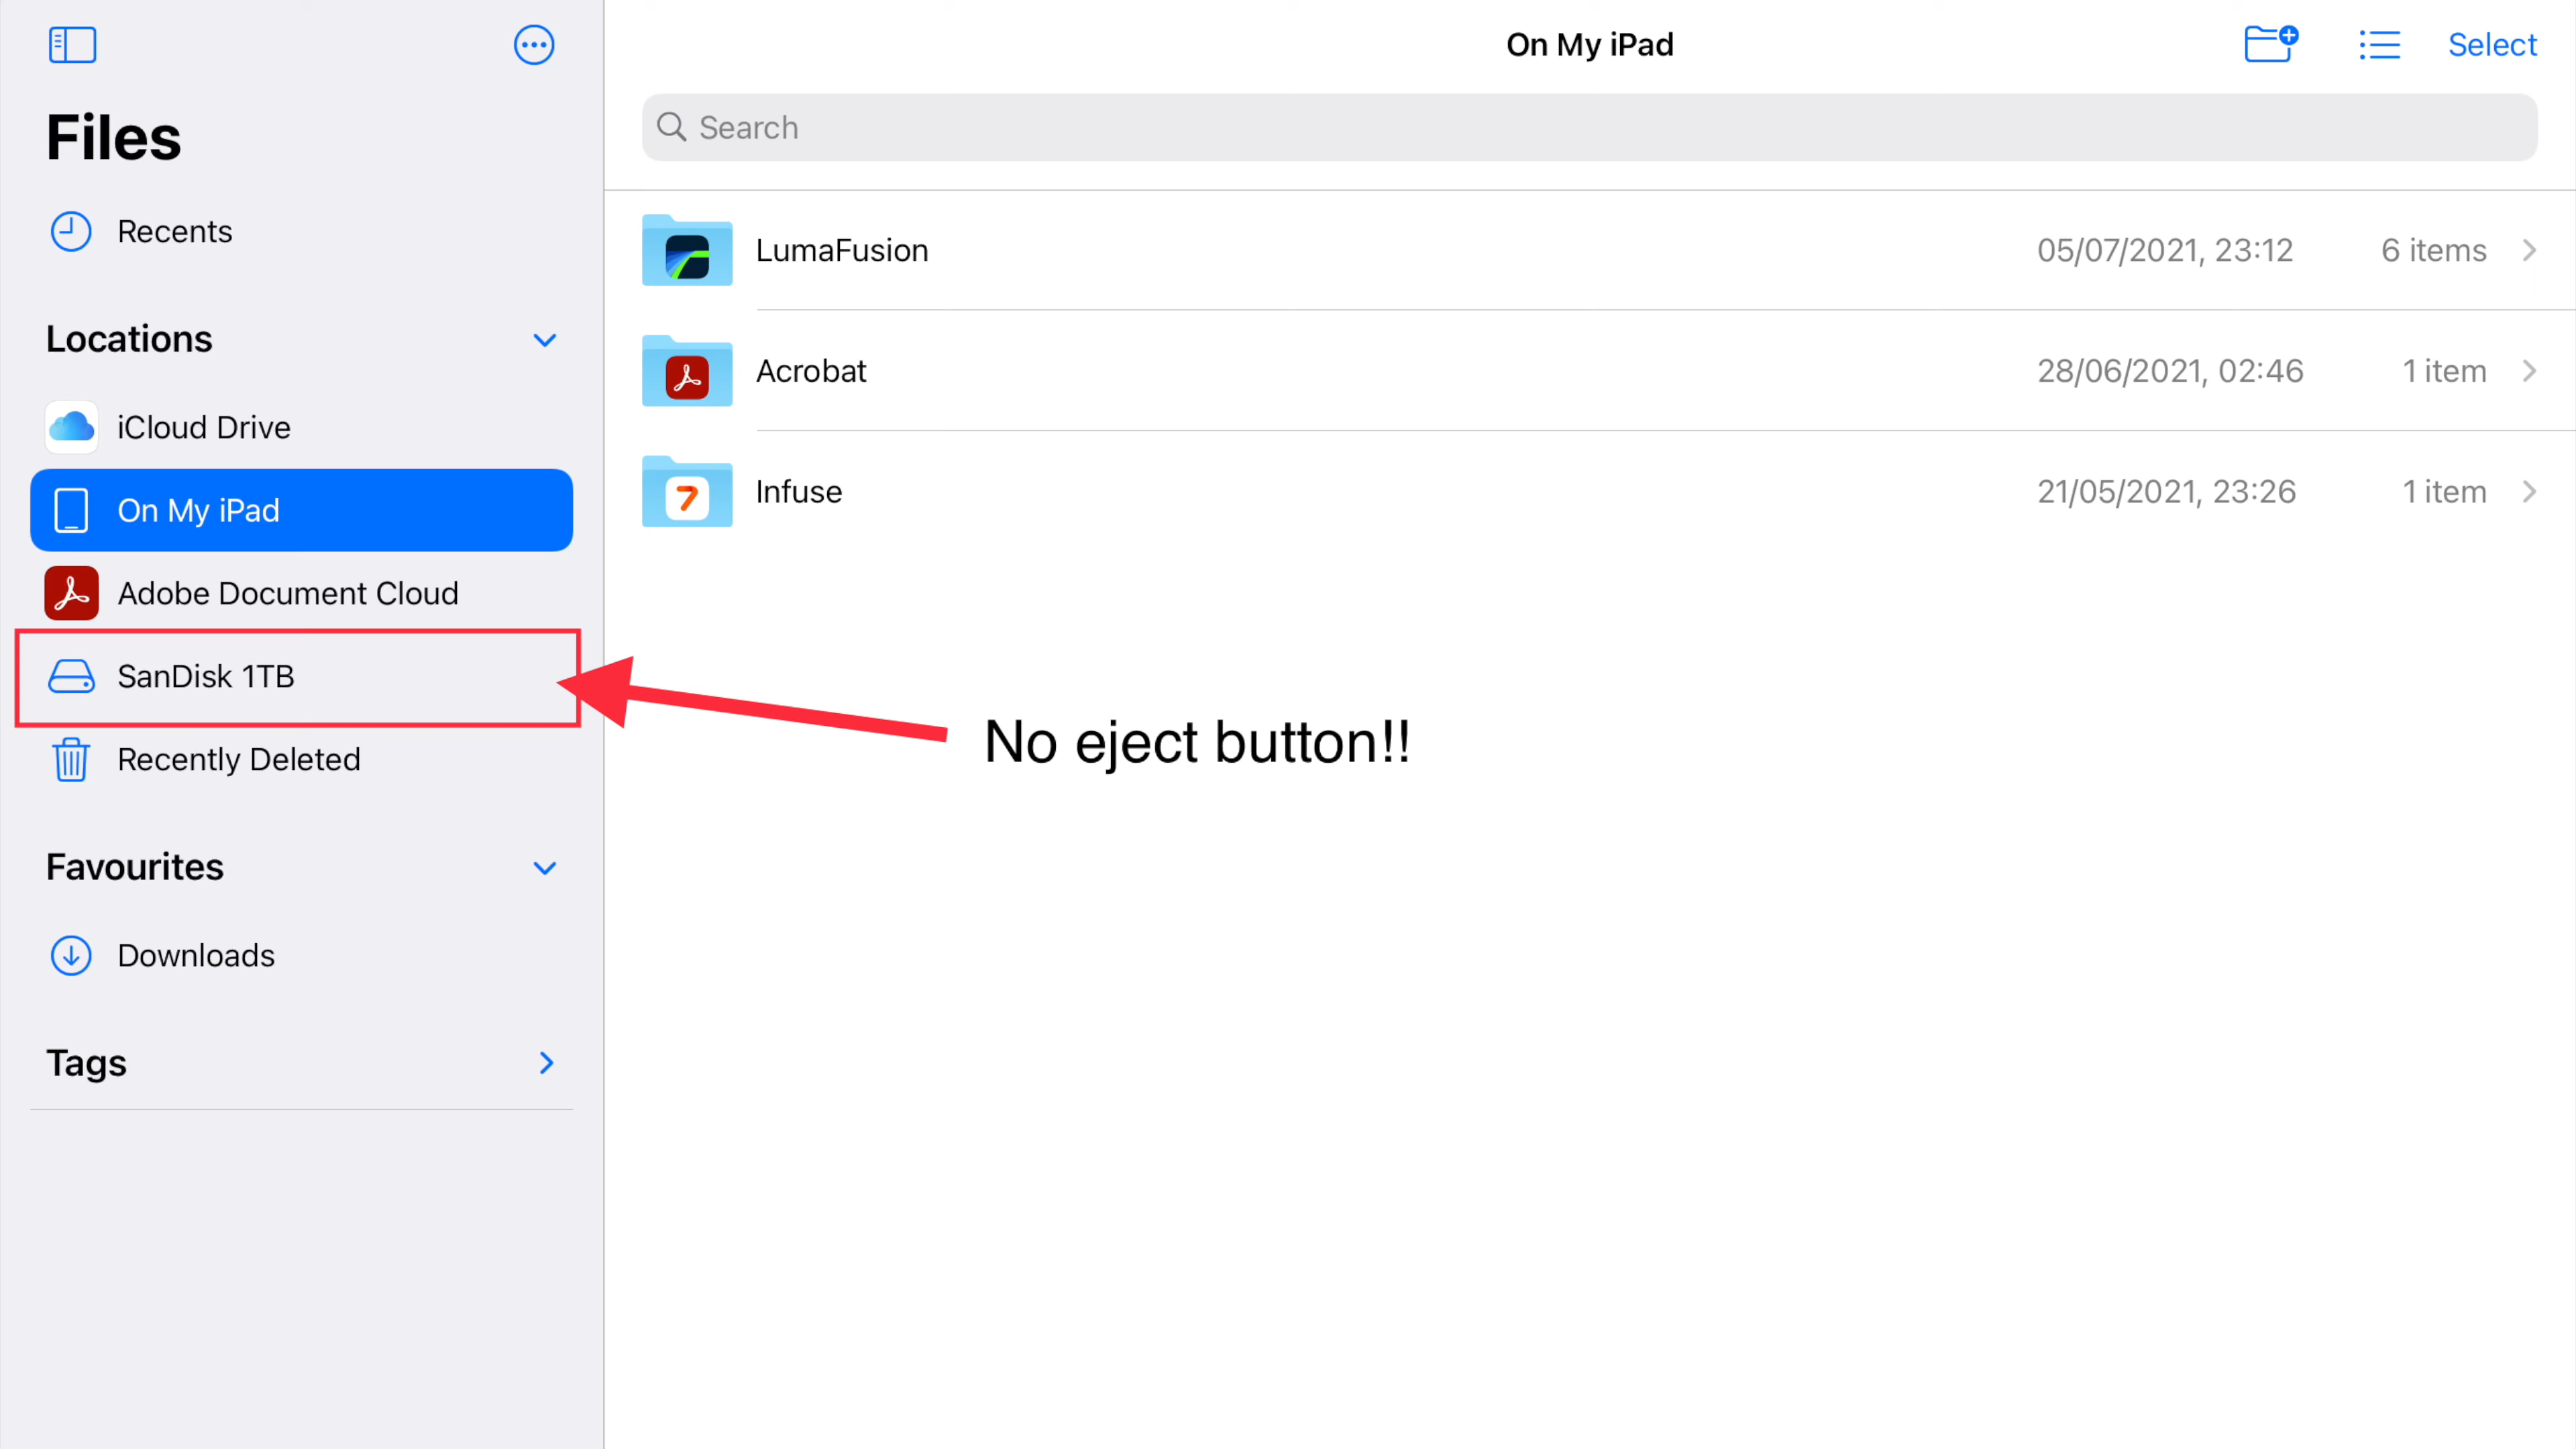 Files
Recents
Locations
iCloud Drive
On My iPad
Adobe Document Cloud
SanDisk 1TB
Recently Deleted
Favourites
Downloads
Tags
On My iPad
Select
Search
LumaFusion 05/07/2021, 23:12 6 items
Acrobat 28/06/2021, 02:46 1 item
Infuse 21/05/2021, 23:26 1 item
No eject button!!